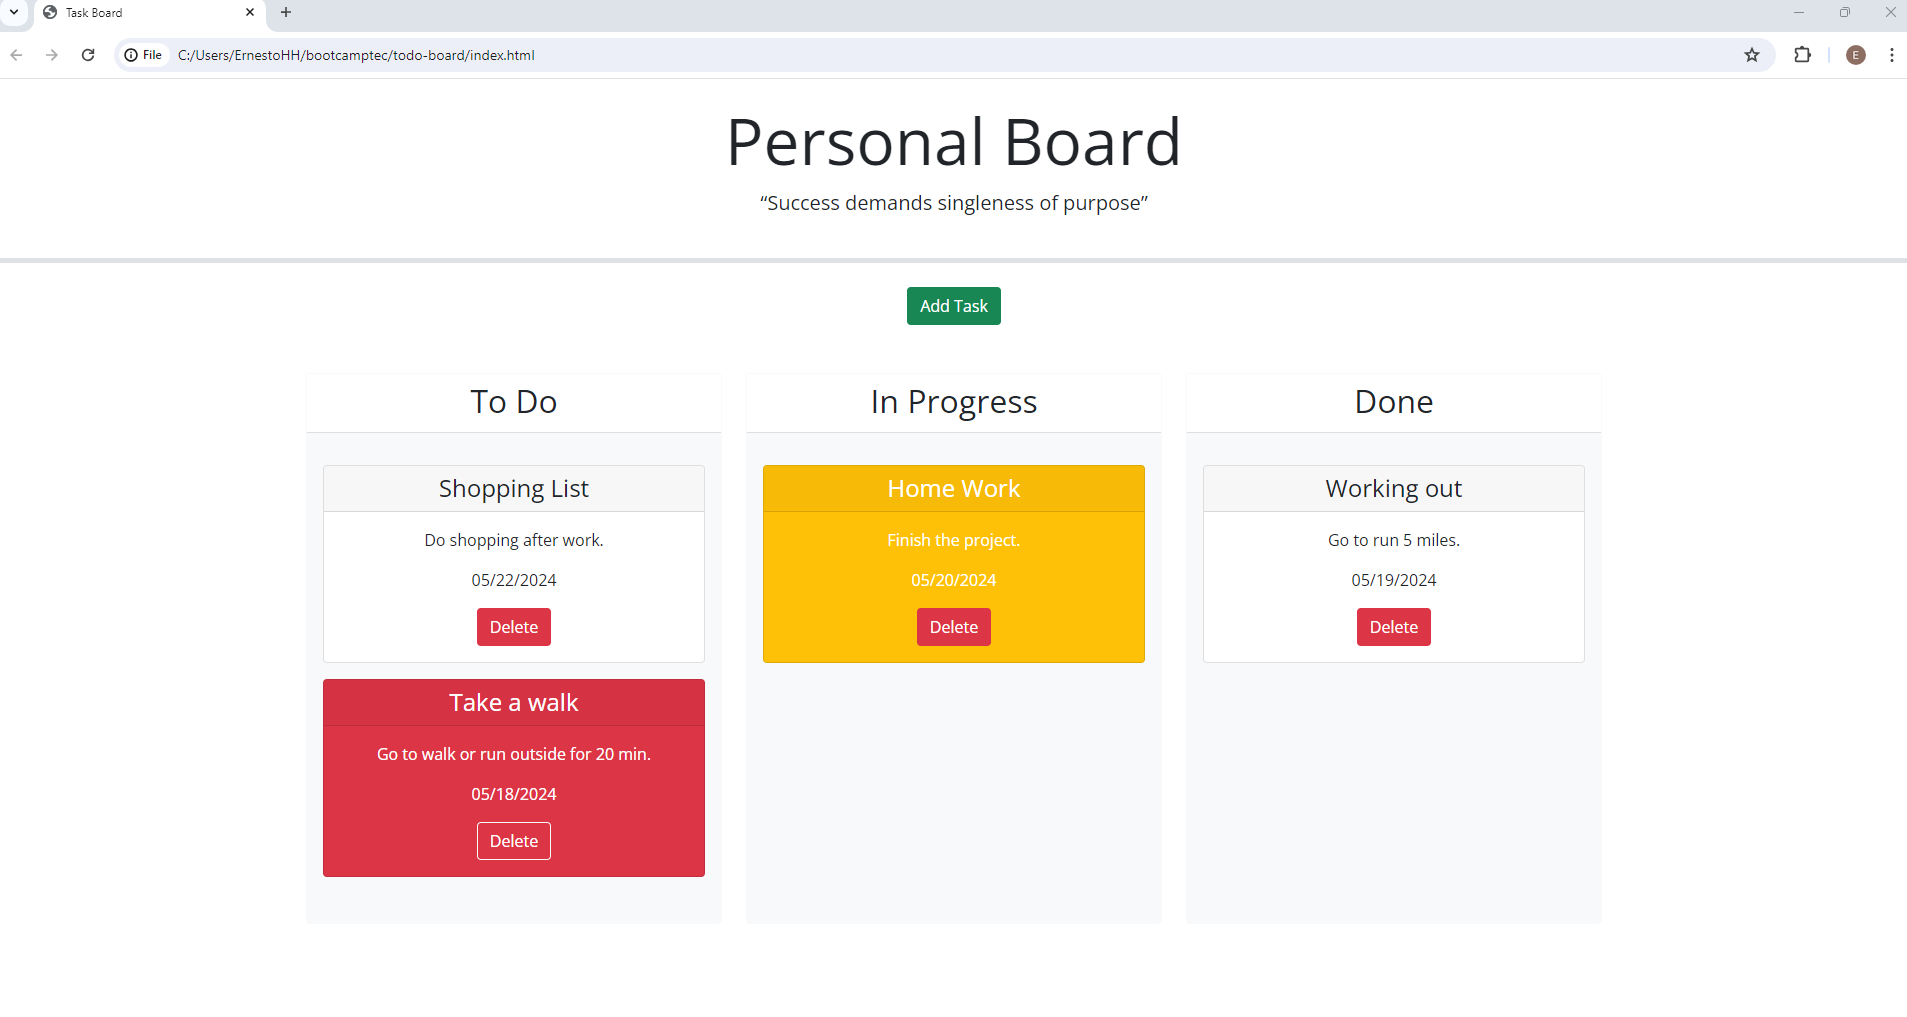 Task Board
File C:/Users/ErnestoHH/bootcamptec/todo-board/index.html
E
Personal Board
“Success demands singleness of purpose”
Add Task
To Do
Shopping List
Do shopping after work.
05/22/2024
Delete
Take a walk
Go to walk or run outside for 20 min.
05/18/2024
Delete
In Progress
Home Work
Finish the project.
05/20/2024
Delete
Done
Working out
Go to run 5 miles.
05/19/2024
Delete